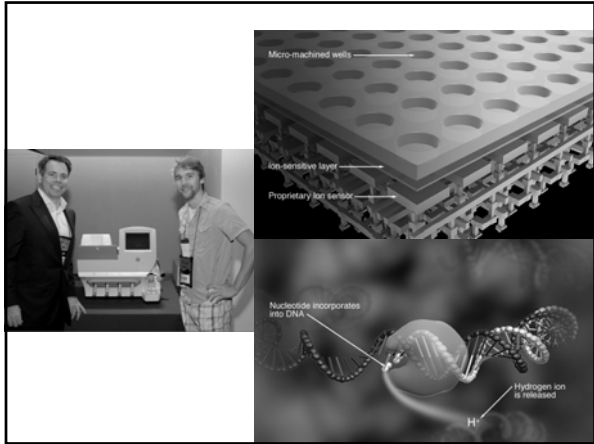 Micro-machined wells
Ion-sensitive layer
Proprietary Ion sensor
Nucleotide incorporates
into DNA
Hydrogen ion
is released
H⁺